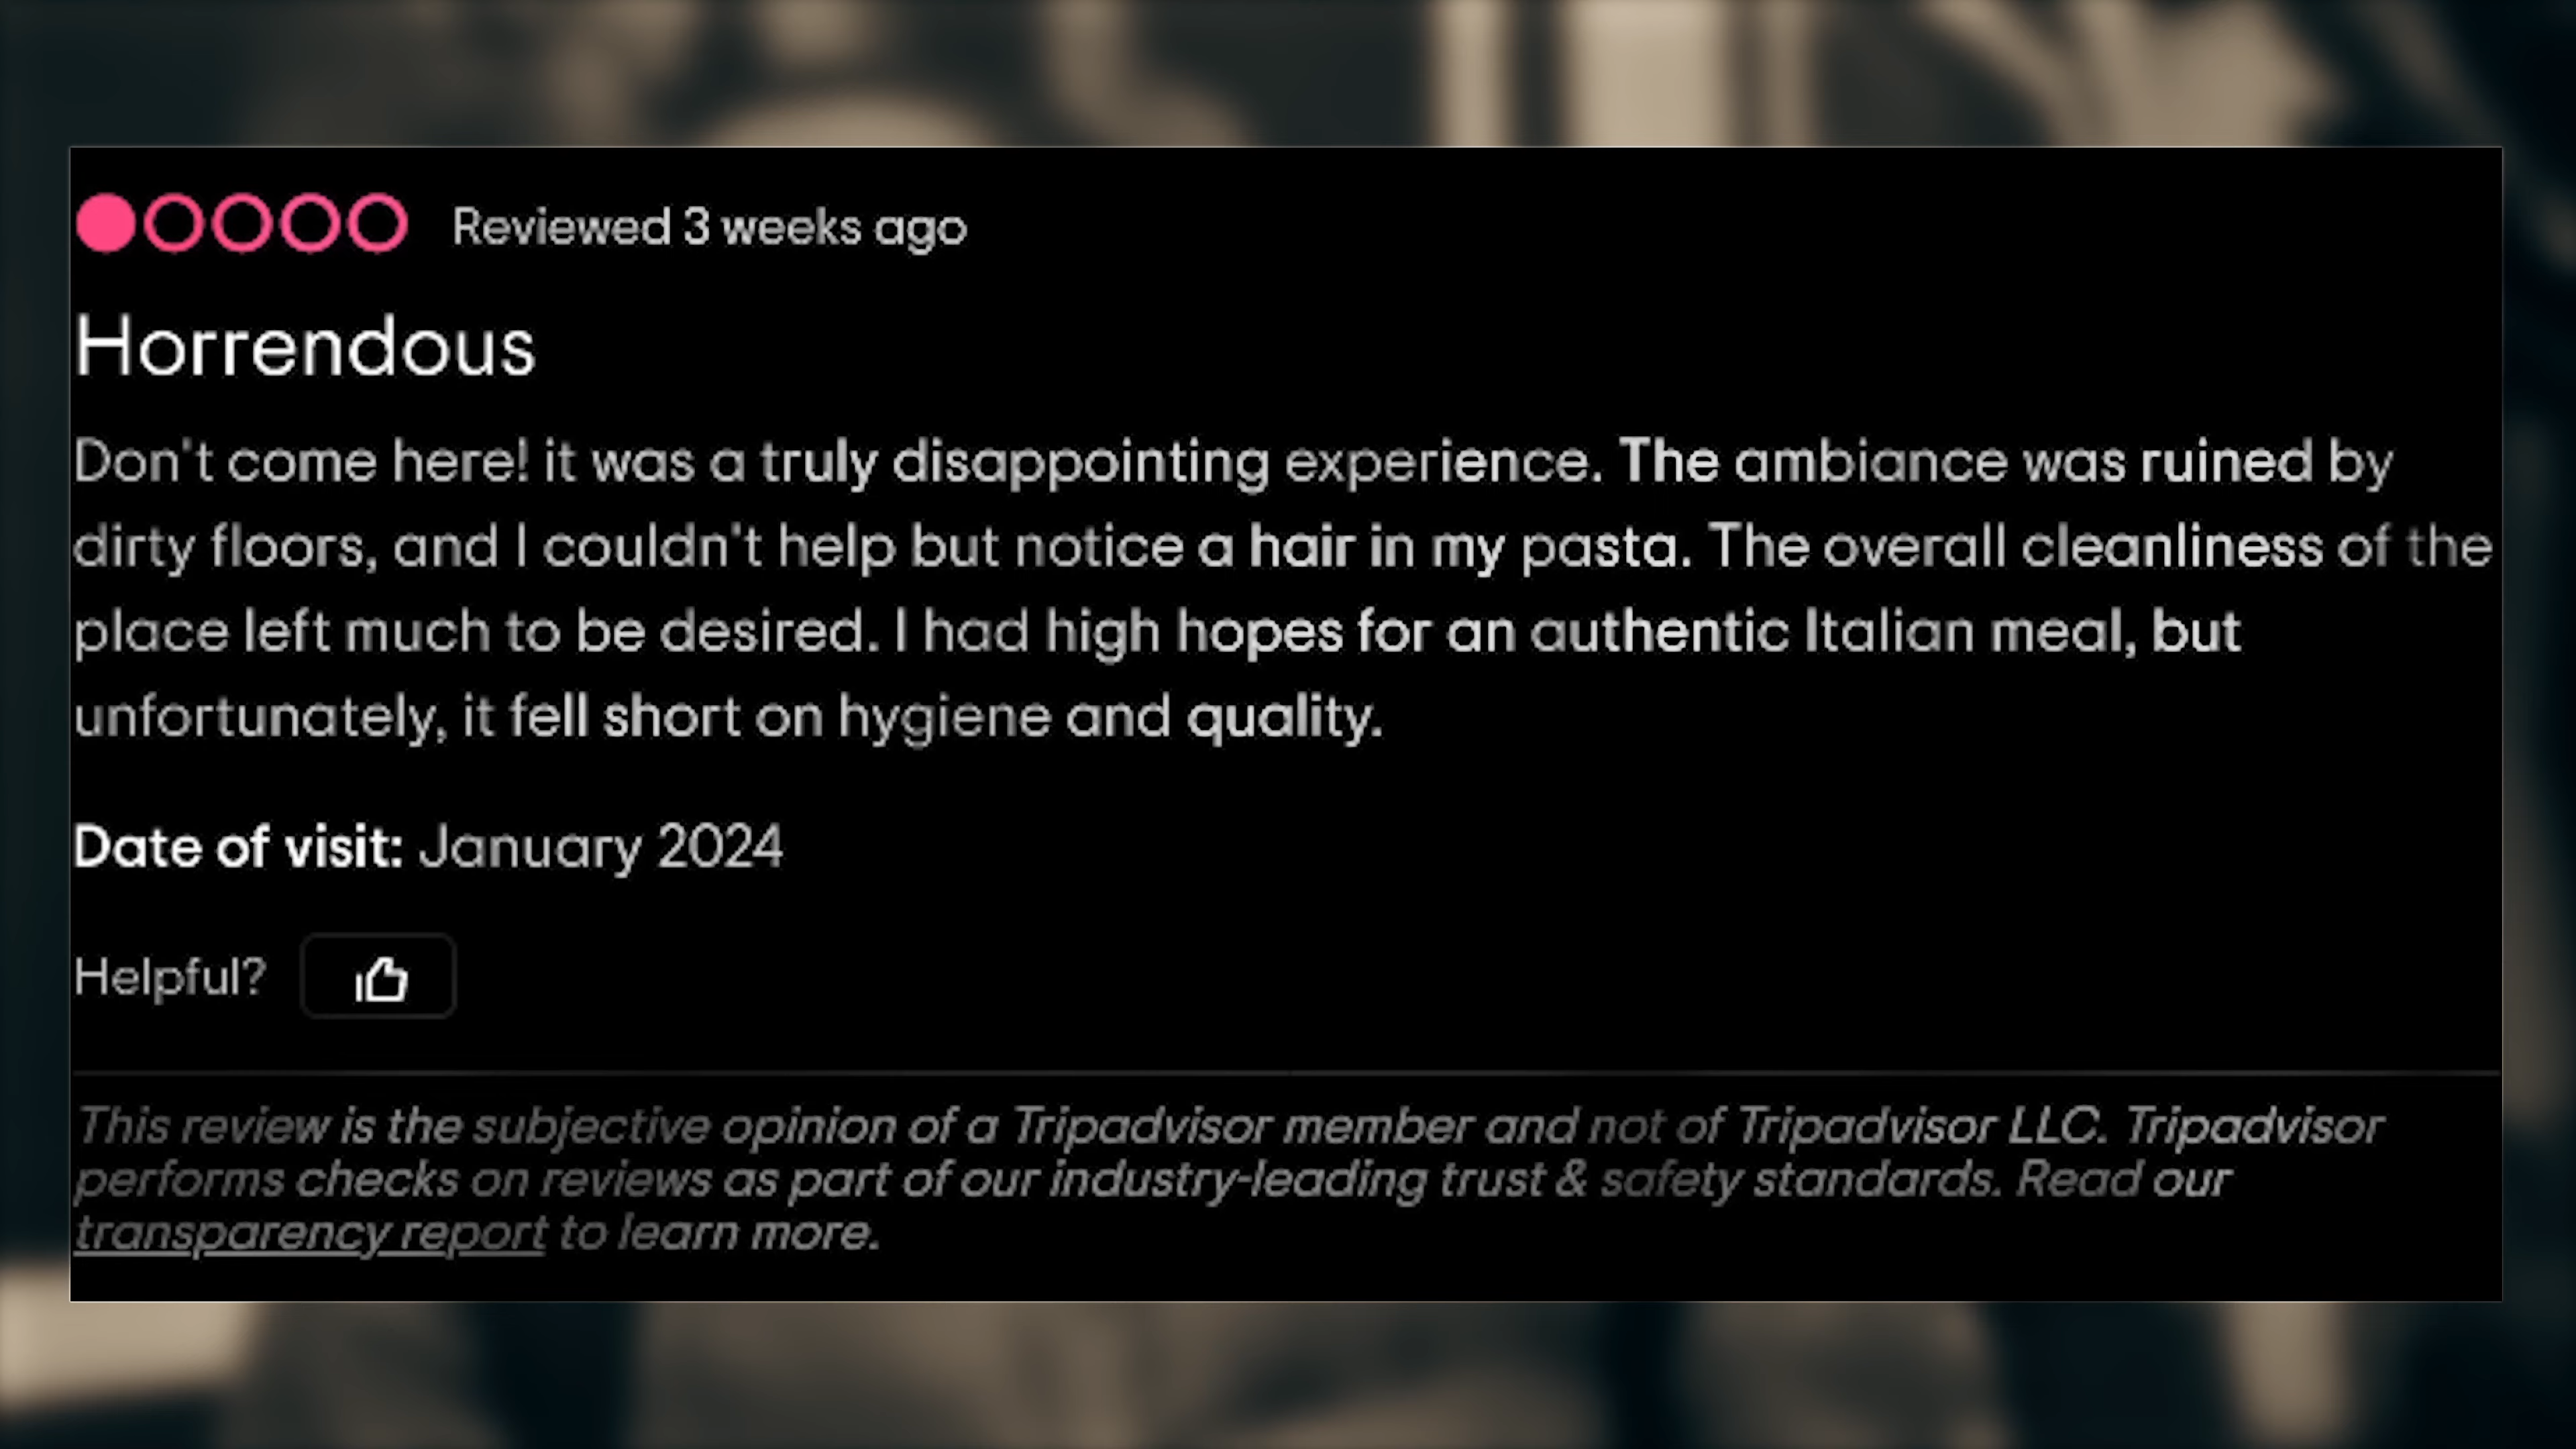 Reviewed 3 weeks ago
Horrendous
Don't come here! it was a truly disappointing experience. The ambiance was ruined by
dirty floors, and I couldn't help but notice a hair in my pasta. The overall cleanliness of the
place left much to be desired. I had high hopes for an authentic Italian meal, but
unfortunately, it fell short on hygiene and quality.
Date of visit: January 2024
Helpful?
This review is the subjective opinion of a Tripadvisor member and not of Tripadvisor LLC. Tripadvisor
performs checks on reviews as part of our industry-leading trust & safety standards. Read our
transparency report to learn more.